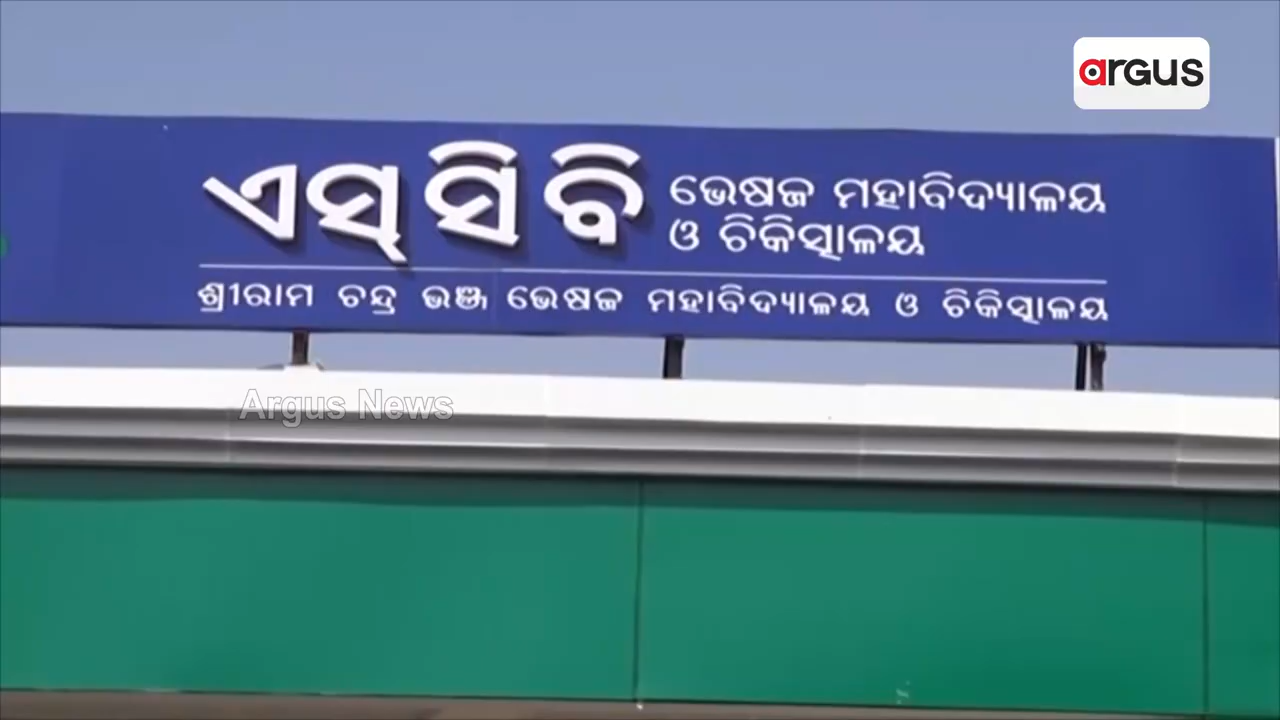 argus
ଏସ୍ ସି ବି
ଭେଷଜ ମହାବିଦ୍ୟାଳୟ
ଓ ଚିକିତ୍ସାଳୟ
ଶ୍ରୀରାମ ଚନ୍ଦ୍ର ଭଞ୍ଜ ଭେଷଜ ମହାବିଦ୍ୟାଳୟ ଓ ଚିକିତ୍ସାଳୟ
Argus News